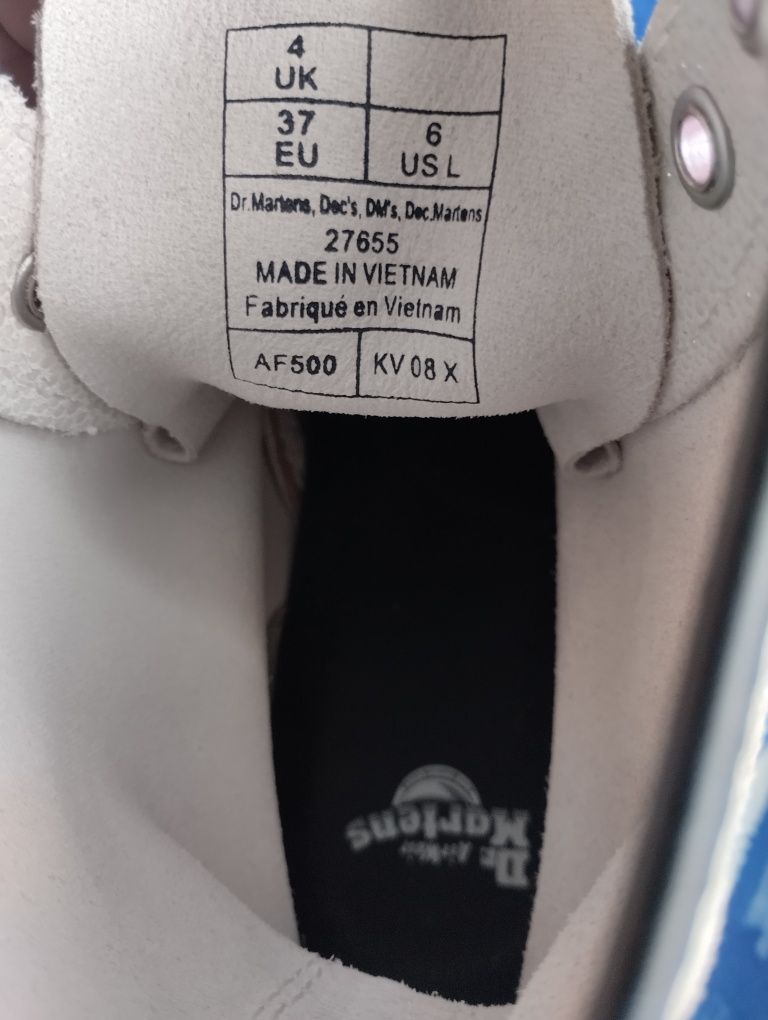 4
UK
37
EU
6
US L
Dr.Martens, Doc's, DM's, Doc.Martens
27655
MADE IN VIETNAM
Fabriqué en Vietnam
AF500
KV 08 X
Dr. AirWair
Martens